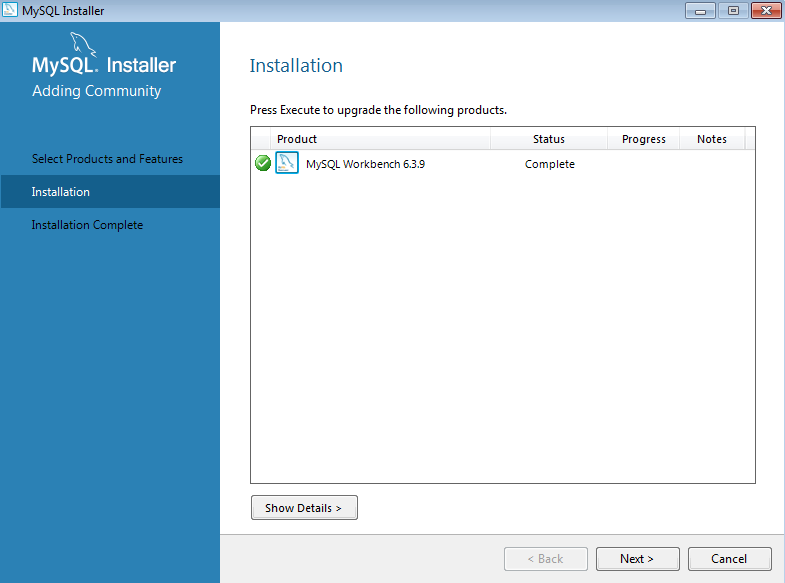 MySQL Installer
MySQL. Installer
Adding Community
Select Products and Features
Installation
Installation Complete
Installation
Press Execute to upgrade the following products.
Product Status Progress Notes
MySQL Workbench 6.3.9 Complete
Show Details >
< Back Next > Cancel